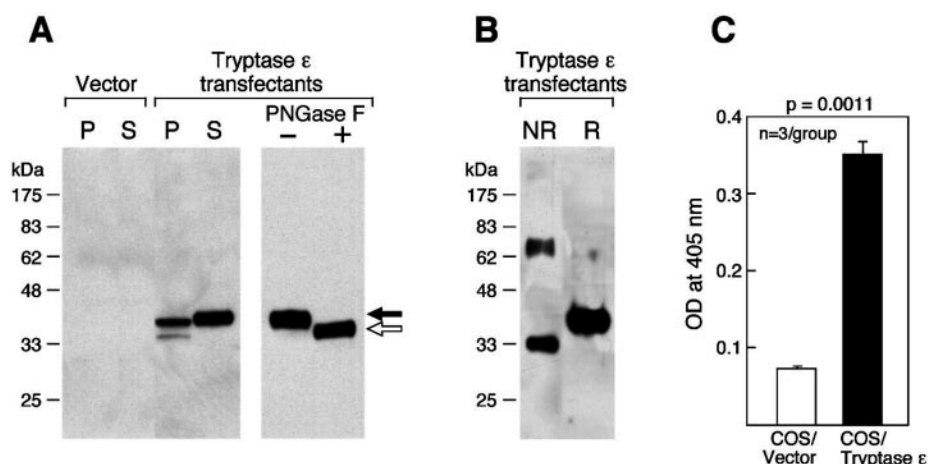 A
Tryptase ε
Vector transfectants
PNGase F
P S P S − +
kDa
175
83
62
48
33
25
B
Tryptase ε
transfectants
NR R
kDa
175
83
62
48
33
25
C
p = 0.0011
n=3/group
0.4
0.3
0.2
0.1
OD at 405 nm
COS/ COS/
Vector Tryptase ε